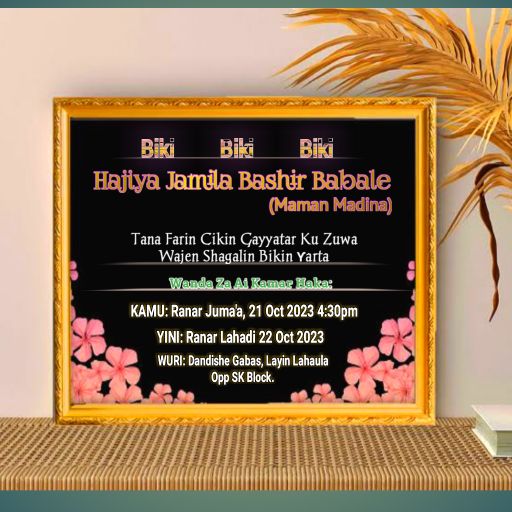 Biki Biki Biki
Hajiya Jamila Bashir Babale
(Maman Madina)
Tana Farin Cikin Gayyatar Ku Zuwa
Wajen Shagalin Bikin Yarta
Wanda Za Ai Kamar Haka:
KAMU: Ranar Juma'a, 21 Oct 2023 4:30pm
YINI: Ranar Lahadi 22 Oct 2023
WURI: Dandishe Gabas, Layin Lahaula
Opp SK Block.